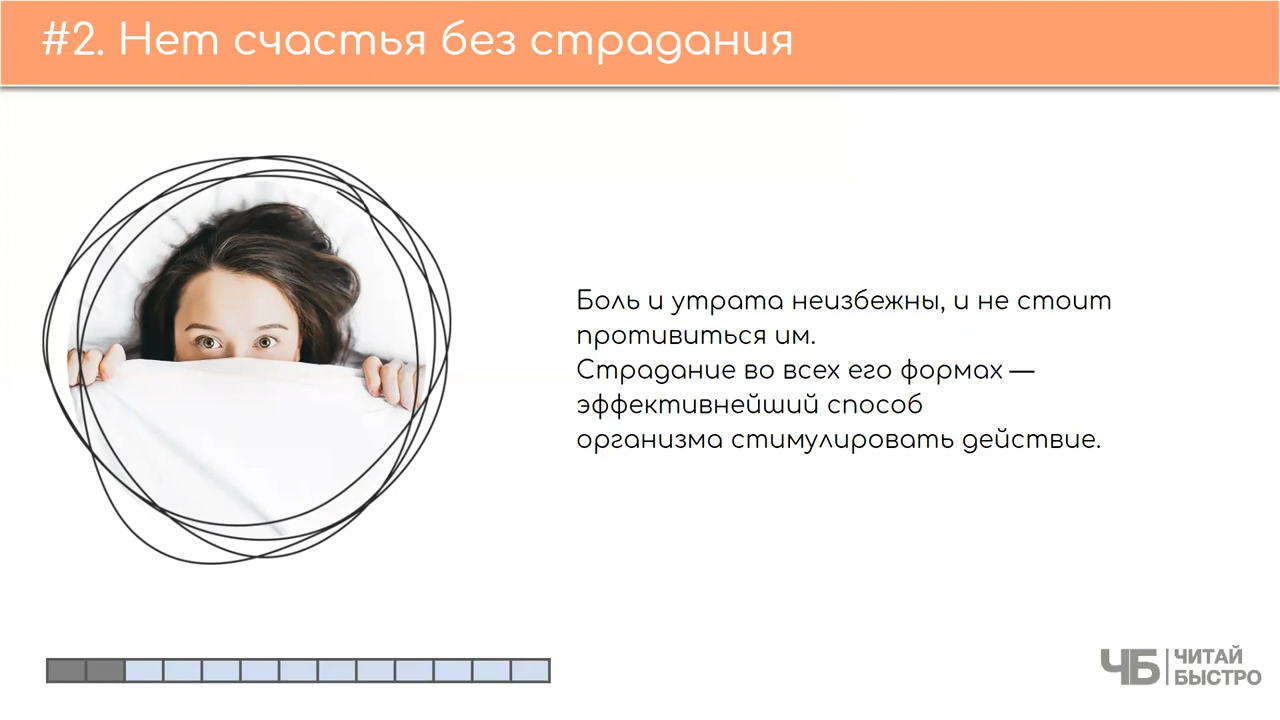 #2. Нет счастья без страдания
Боль и утрата неизбежны, и не стоит
противиться им.
Страдание во всех его формах —
эффективнейший способ
организма стимулировать действие.
ЧБ
ЧИТАЙ
БЫСТРО